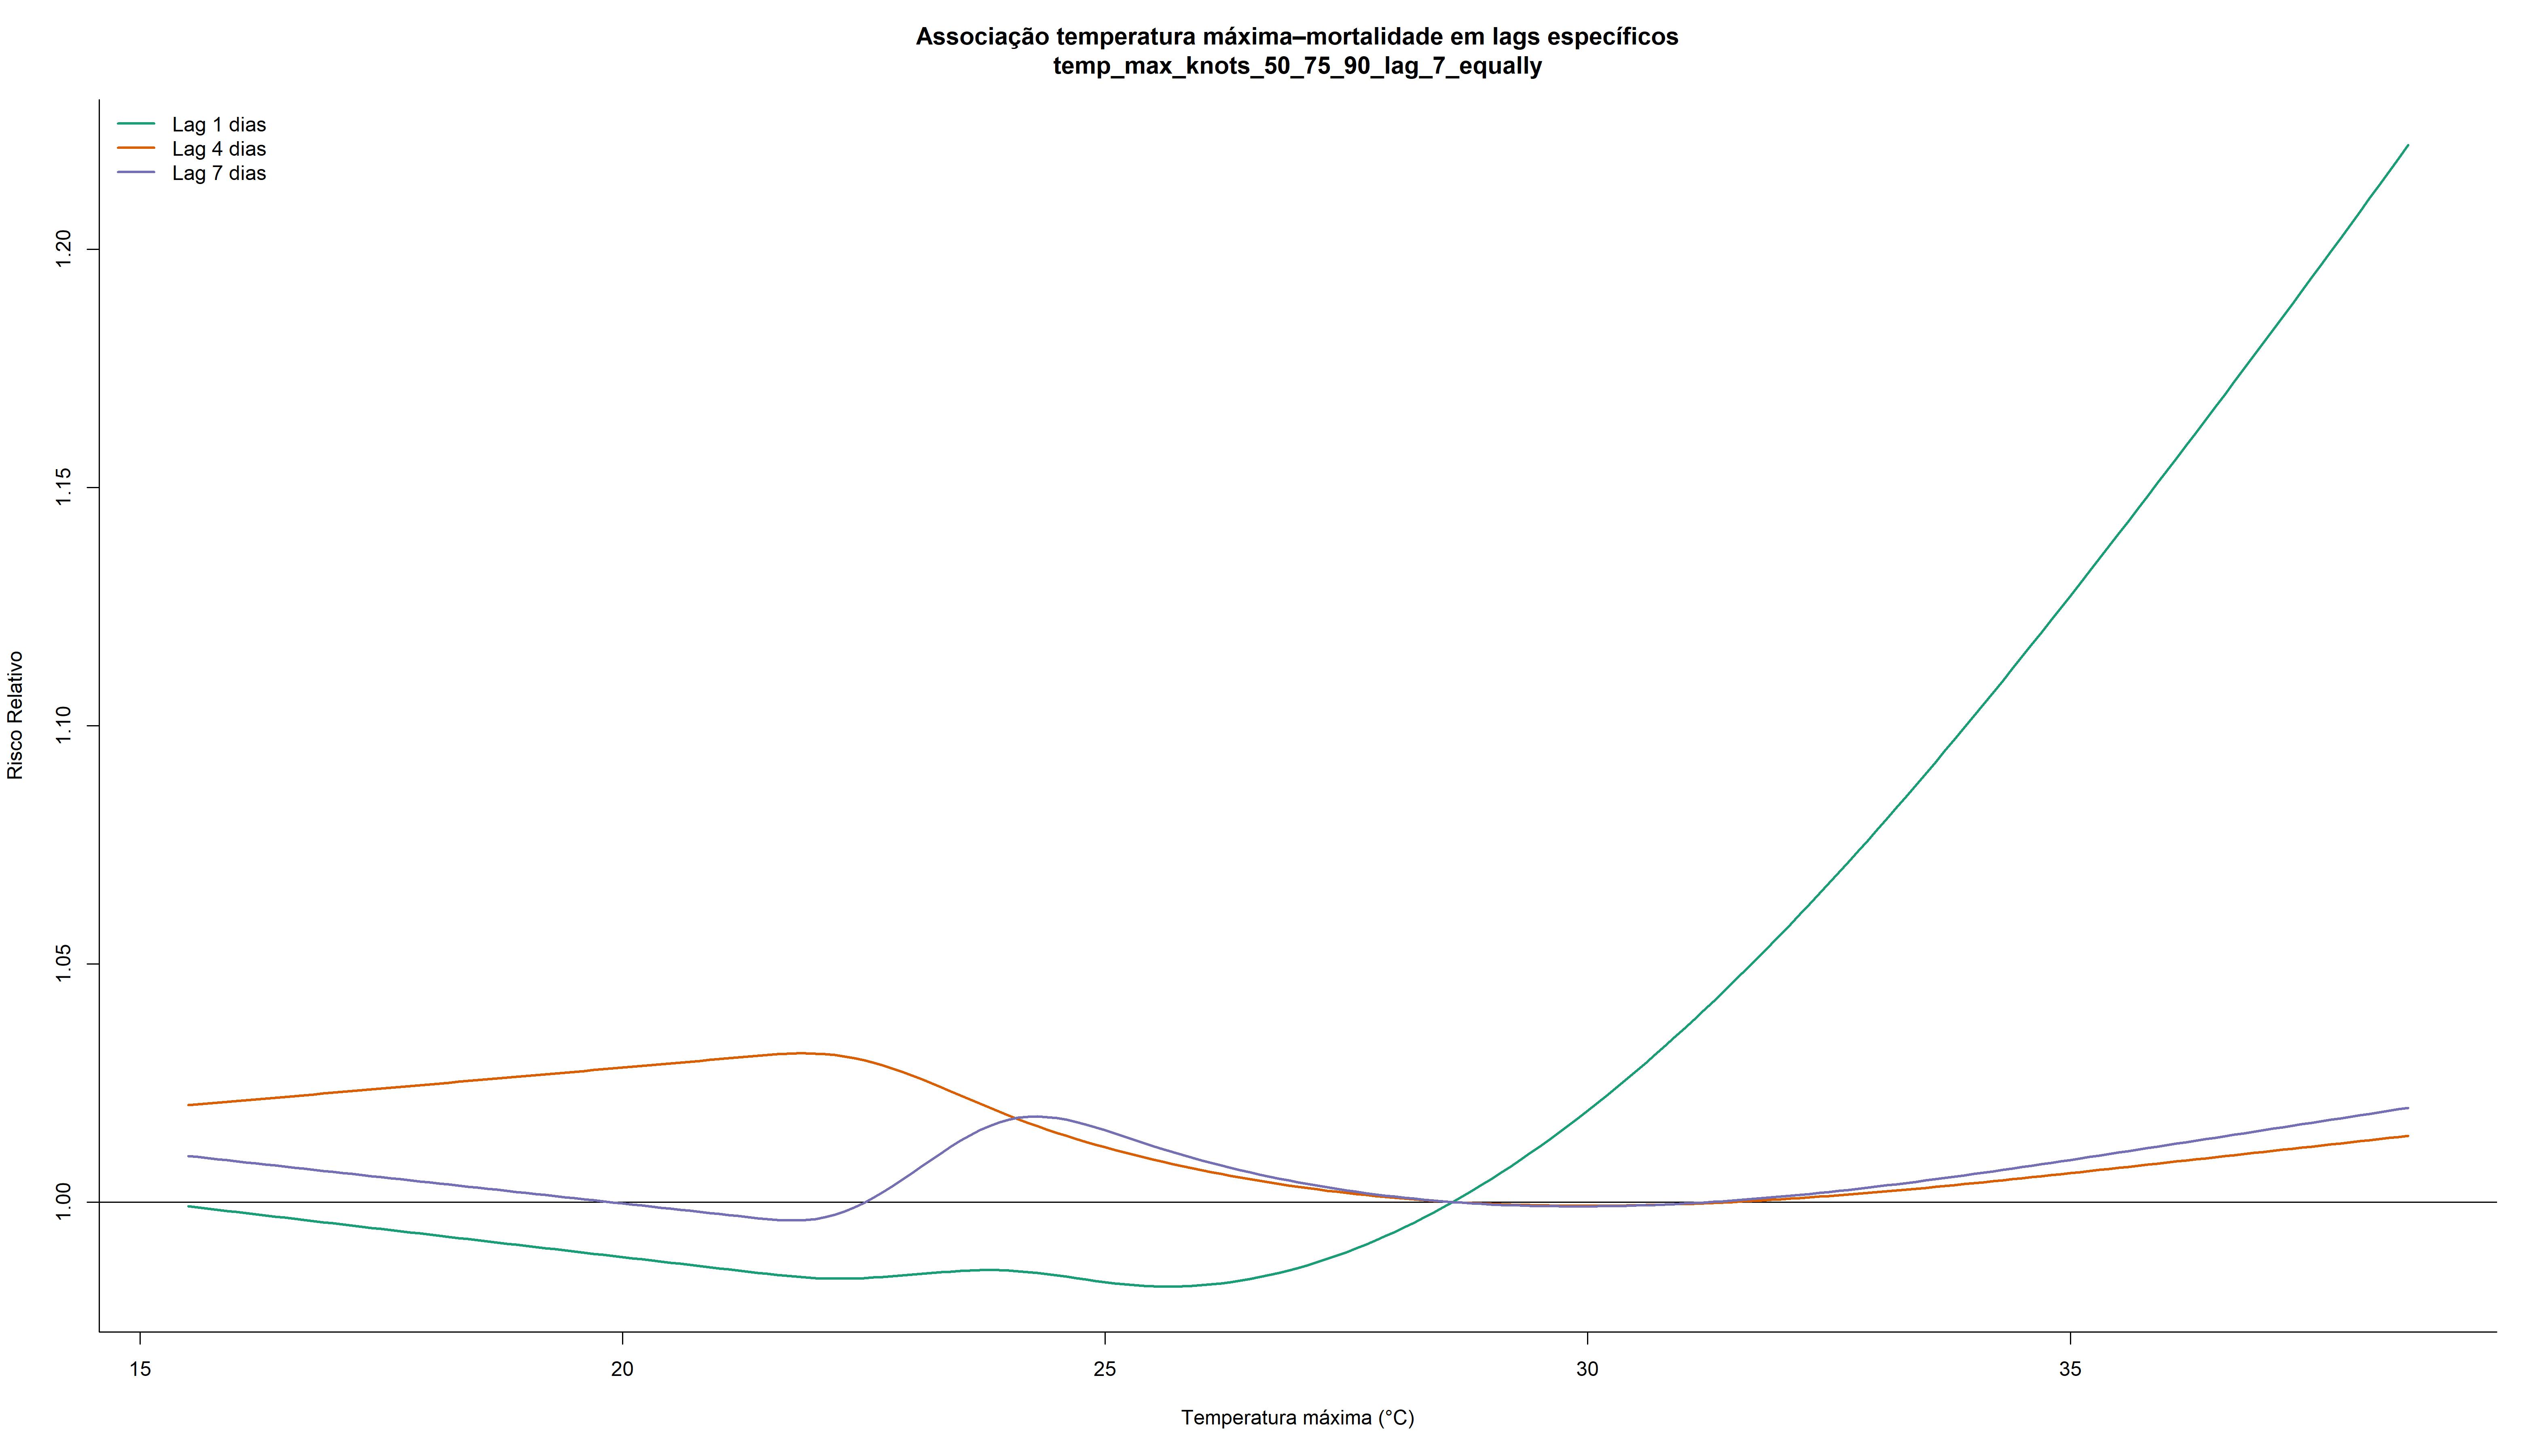 Associação temperatura máxima–mortalidade em lags específicos
temp_max_knots_50_75_90_lag_7_equally
Lag 1 dias
Lag 4 dias
Lag 7 dias
Risco Relativo
1.20
1.15
1.10
1.05
1.00
15 20 25 30 35
Temperatura máxima (°C)